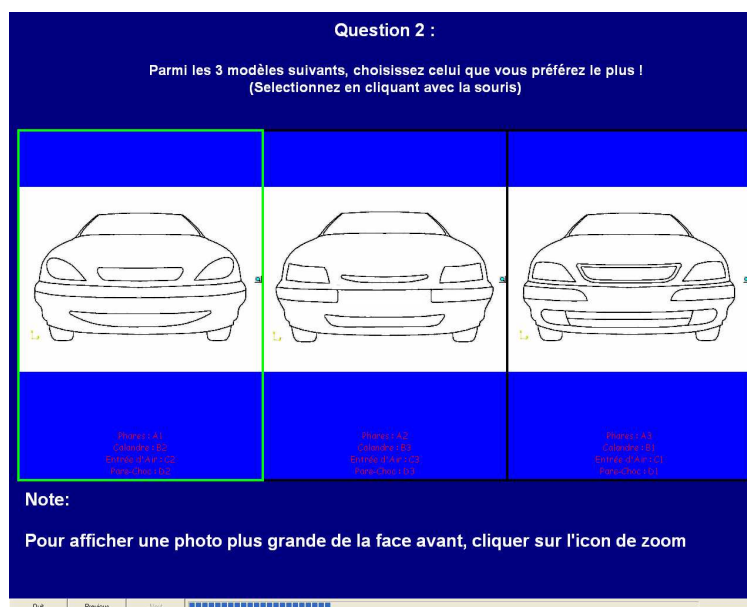 Question 2 :
Parmi les 3 modèles suivants, choisissez celui que vous préférez le plus !
(Selectionnez en cliquant avec la souris)
Phares : A1
Calandre : B2
Entrée d'Air : C2
Pare-Choc : D2
Phares : A2
Calandre : B3
Entrée d'Air : C3
Pare-Choc : D3
Phares : A3
Calandre : B1
Entrée d'Air : C1
Pare-Choc : D1
Note:
Pour afficher une photo plus grande de la face avant, cliquer sur l'icon de zoom
Previous